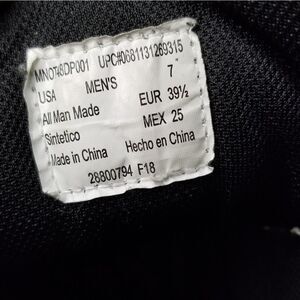 MNOT48DP001 UPC#0681131269315
USA MEN'S 7"
All Man Made EUR 39½
Sintetico MEX 25
Made in China Hecho en China
28800794 F18